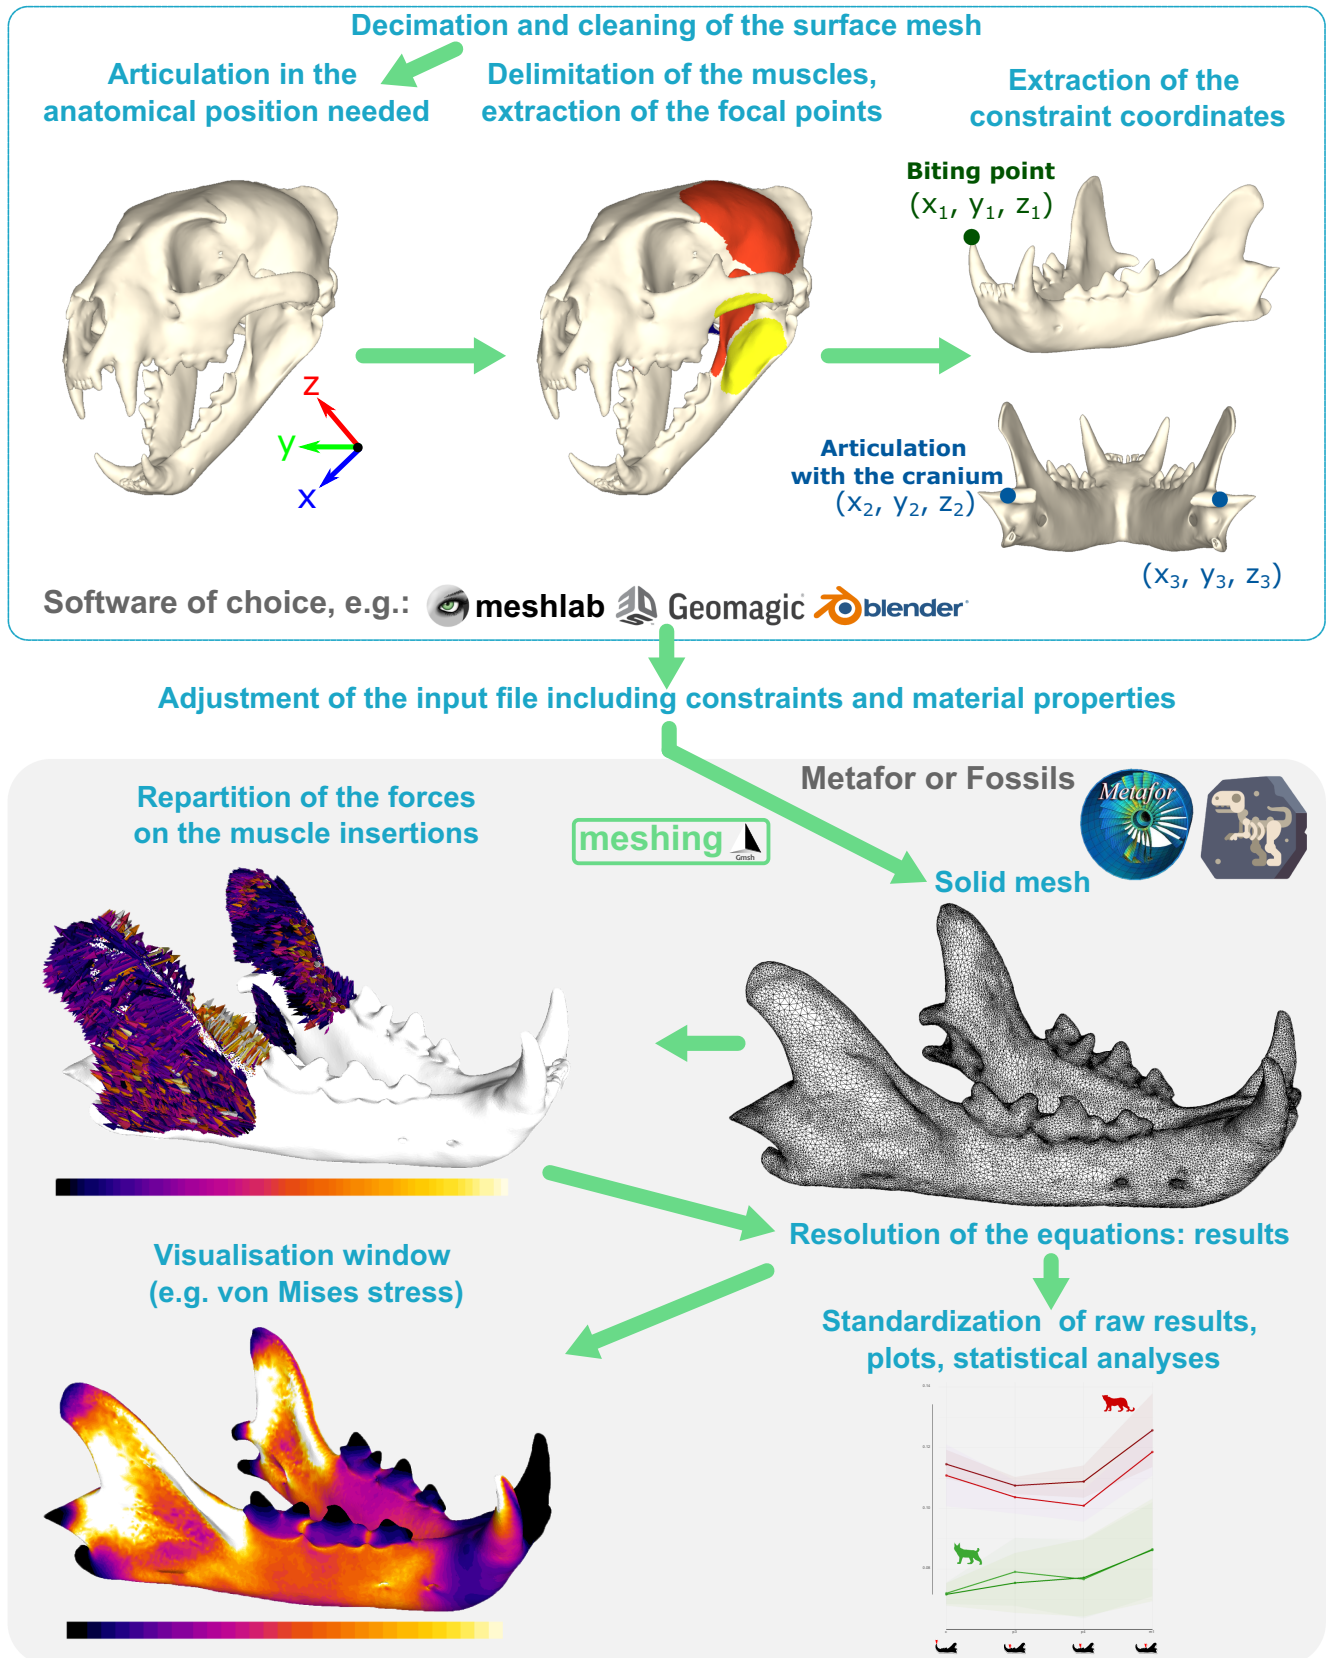 Decimation and cleaning of the surface mesh
Articulation in the
anatomical position needed
Delimitation of the muscles,
extraction of the focal points
Extraction of the
constraint coordinates
Biting point
(x1, y1, z1)
z
y
x
Articulation
with the cranium
(x2, y2, z2)
(x3, y3, z3)
Software of choice, e.g.:
meshlab
Geomagic
blender
Adjustment of the input file including constraints and material properties
Metafor or Fossils
Metafor
Repartition of the forces
on the muscle insertions
meshing
Gmsh
Solid mesh
Resolution of the equations: results
Visualisation window
(e.g. von Mises stress)
Standardization of raw results,
plots, statistical analyses